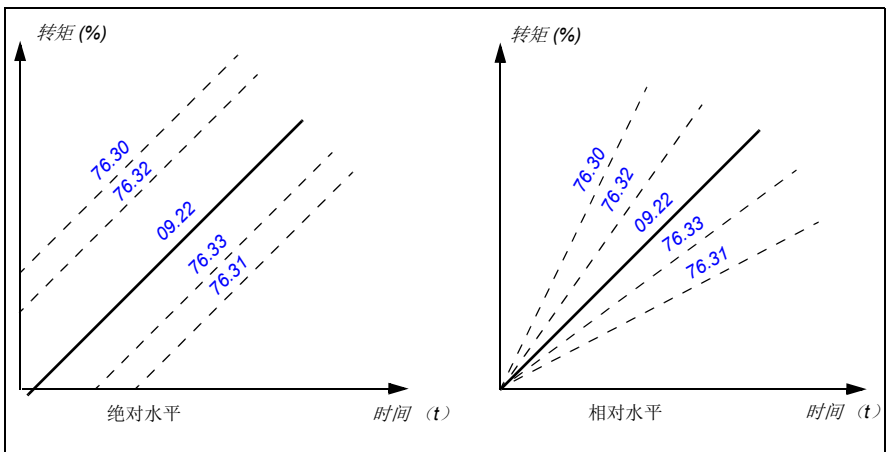 转矩 (%)
76.30
76.32
09.22
76.33
76.31
绝对水平
时间 （t）
转矩 (%)
76.30
76.32
09.22
76.33
76.31
相对水平
时间 （t）